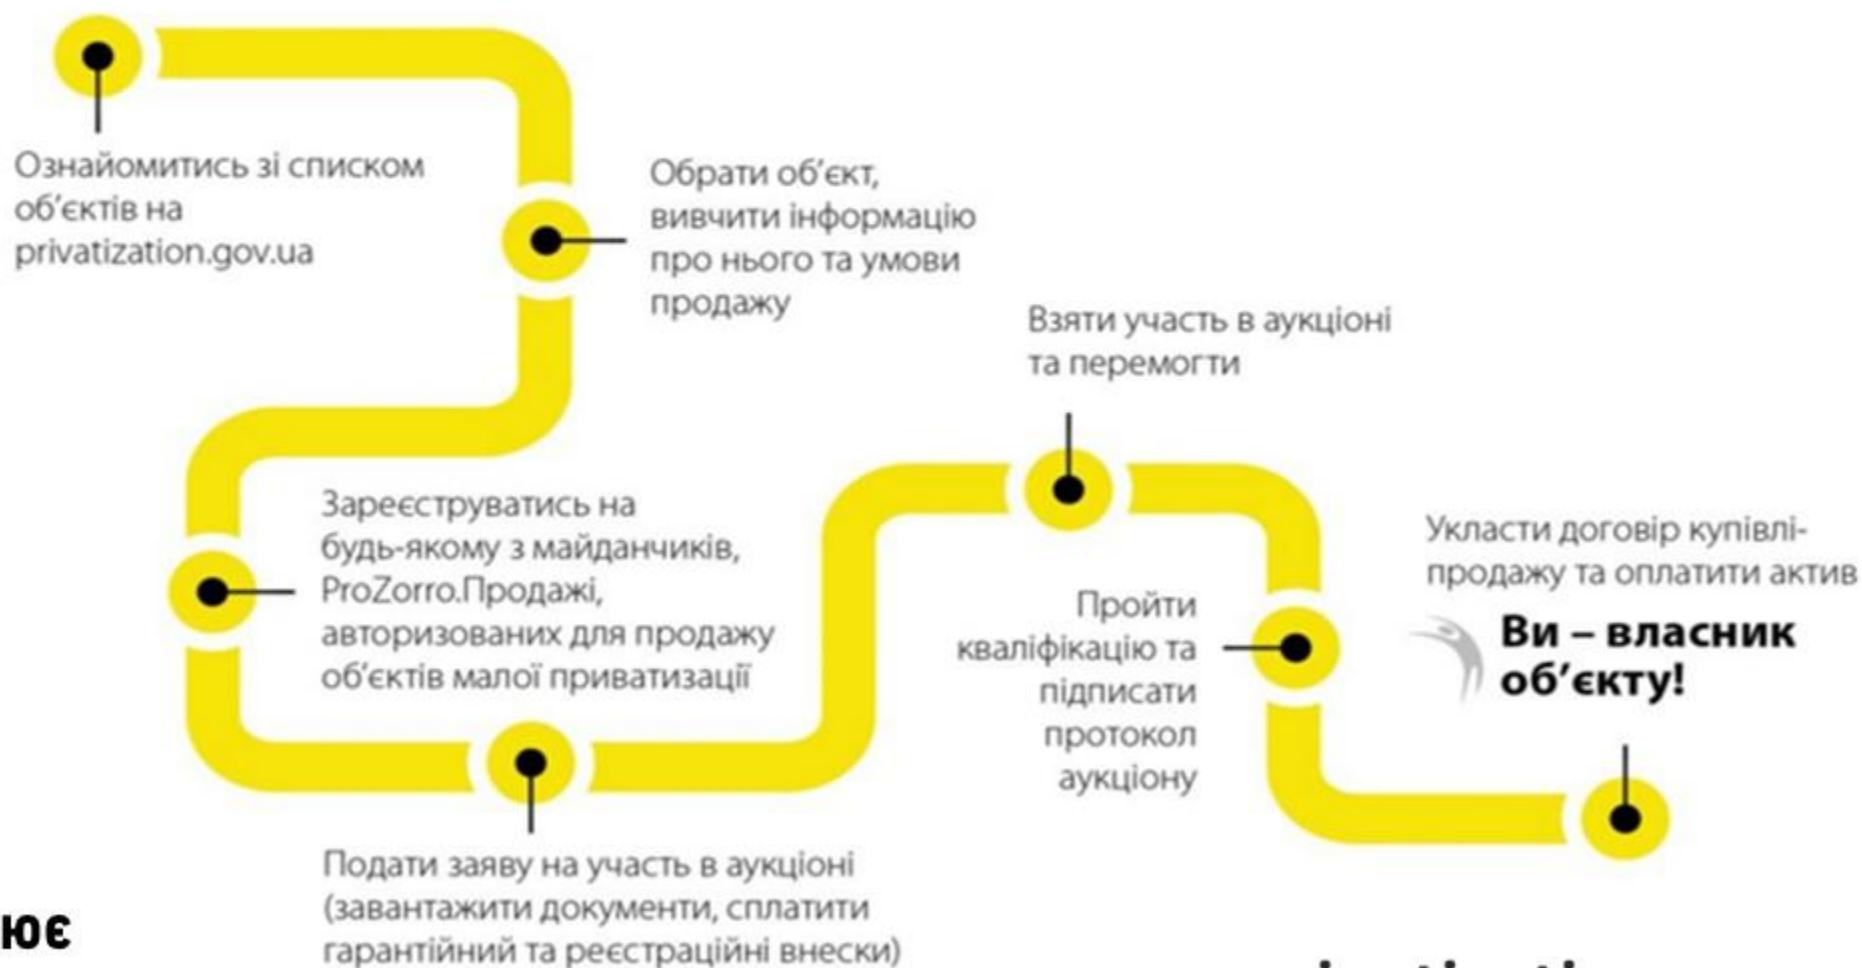 Ознайомитись зі списком
об'єктів на
privatization.gov.ua
Обрати об'єкт,
вивчити інформацію
про нього та умови
продажу
Зареєструватись на
будь-якому з майданчиків,
ProZorro.Продажі,
авторизованих для продажу
об'єктів малої приватизації
Подати заяву на участь в аукціоні
(завантажити документи, сплатити
гарантійний та реєстраційні внески)
Взяти участь в аукціоні
та перемогти
Пройти
кваліфікацію та
підписати
протокол
аукціону
Укласти договір купівлі-
продажу та оплатити актив
Ви – власник
об'єкту!
ює